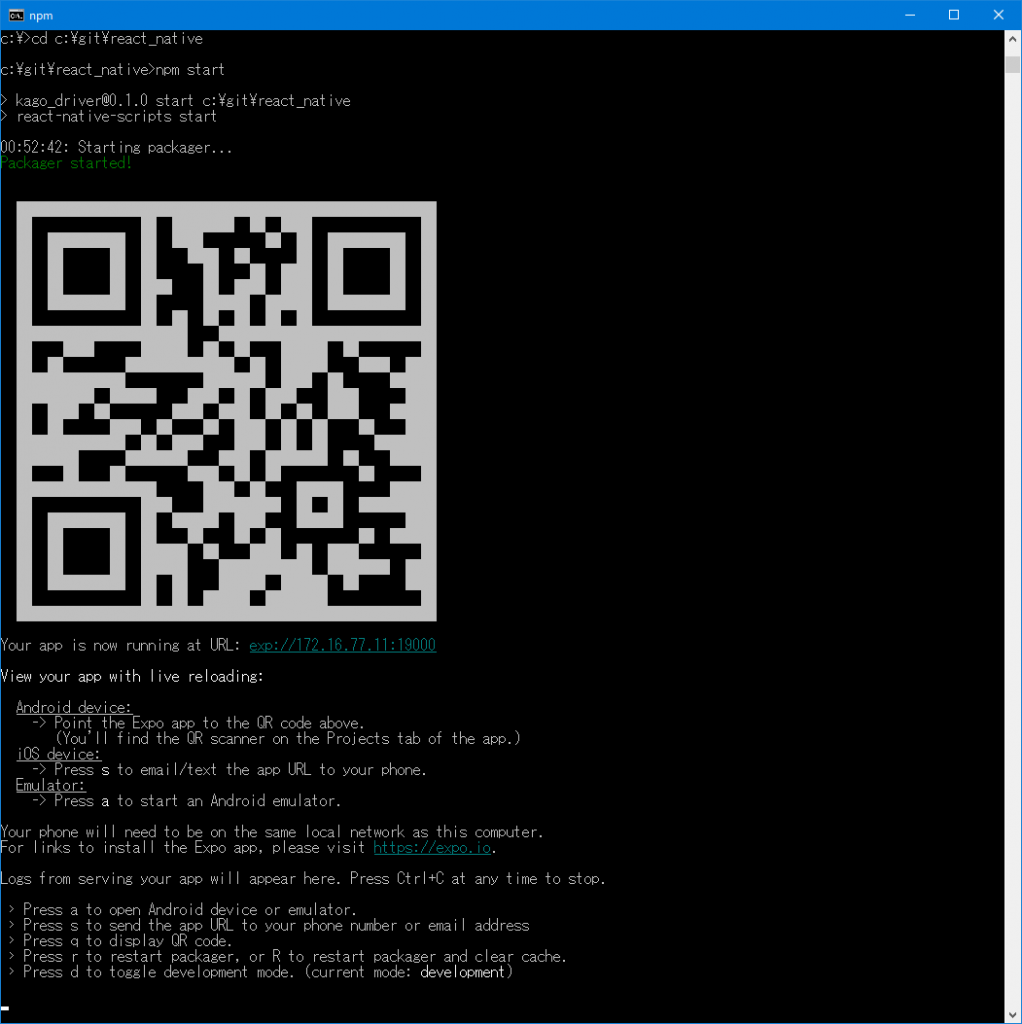 npm
c:¥>cd c:¥git¥react_native
c:¥git¥react_native>npm start
> kago_driver@0.1.0 start c:¥git¥react_native
> react-native-scripts start
00:52:42: Starting packager...
Packager started!
Your app is now running at URL: exp://172.16.77.11:19000
View your app with live reloading:
Android device:
-> Point the Expo app to the QR code above.
(You'll find the QR scanner on the Projects tab of the app.)
iOS device:
-> Press s to email/text the app URL to your phone.
Emulator:
-> Press a to start an Android emulator.
Your phone will need to be on the same local network as this computer.
For links to install the Expo app, please visit https://expo.io.
Logs from serving your app will appear here. Press Ctrl+C at any time to stop.
> Press a to open Android device or emulator.
> Press s to send the app URL to your phone number or email address
> Press q to display QR code.
> Press r to restart packager, or R to restart packager and clear cache.
> Press d to toggle development mode. (current mode: development)